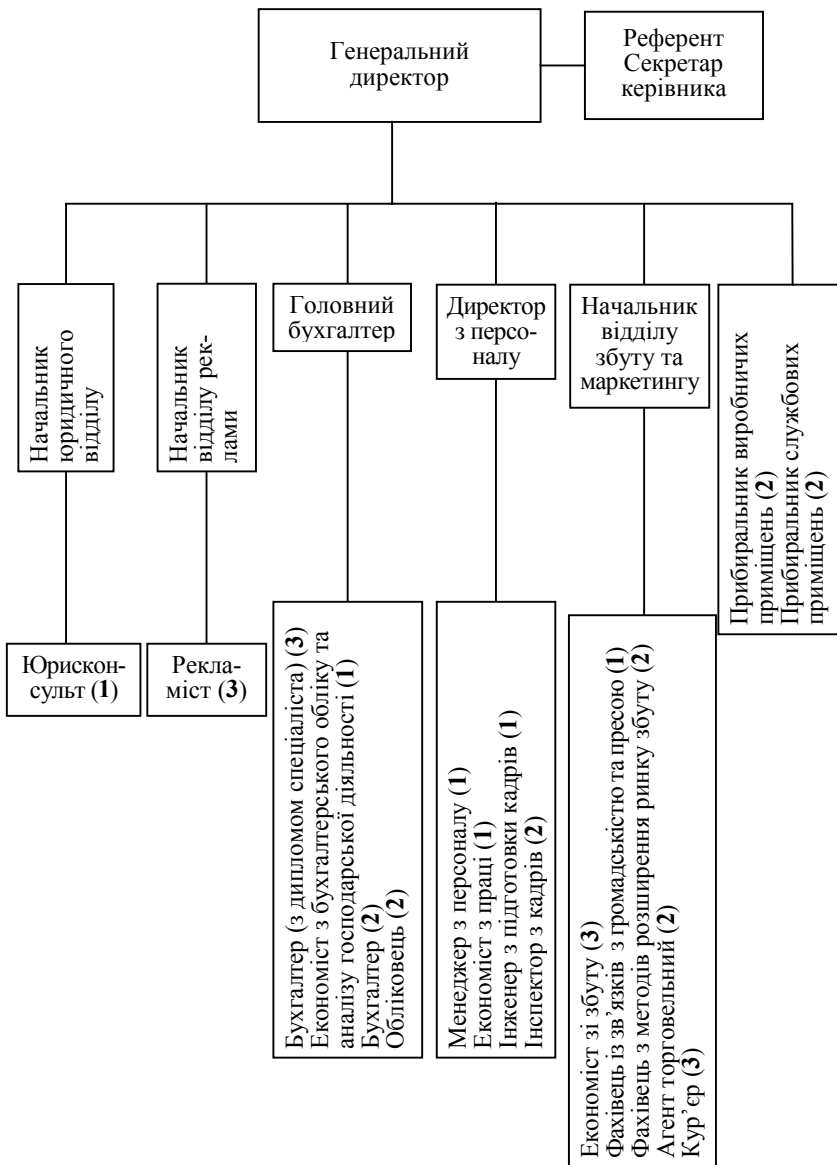 Генеральний
директор
Референт
Секретар
керівника
Начальник
юридичного
відділу
Начальник
відділу рек-
лами
Головний
бухгалтер
Директор
з персо-
налу
Начальник
відділу
збуту та
маркетингу
Прибиральник виробничих
приміщень (2)
Прибиральник службових
приміщень (2)
Юрискон-
сульт (1)
Рекла-
міст (3)
Бухгалтер (з дипломом спеціаліста) (3)
Економіст з бухгалтерського обліку та
аналізу господарської діяльності (1)
Бухгалтер (2)
Обліковець (2)
Менеджер з персоналу (1)
Економіст з праці (1)
Інженер з підготовки кадрів (1)
Інспектор з кадрів (2)
Економіст зі збуту (3)
Фахівець із зв’язків з громадськістю та пресою (1)
Фахівець з методів розширення ринку збуту (2)
Агент торговельний (2)
Кур’єр (3)